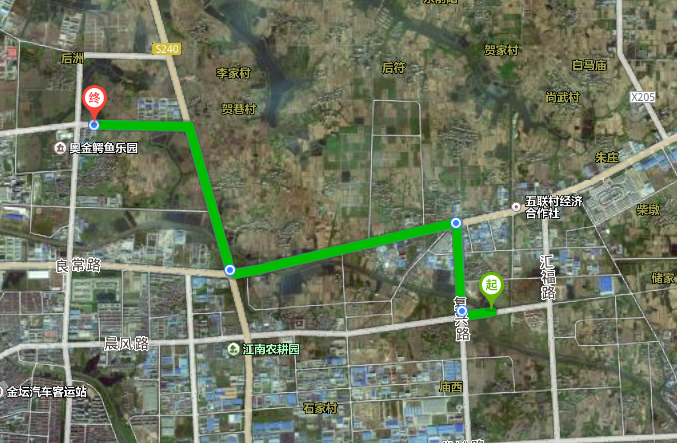 后洲
S240
李家村
后符
贺家村
白马庙
尚武村
X205
贺巷村
终
奥金鳄鱼乐园
朱庄
五联村经济
合作社
柴墩
良常路
汇福路
储家
起
复兴路
晨风路
江南农耕园
金坛汽车客运站
石家村
庙西